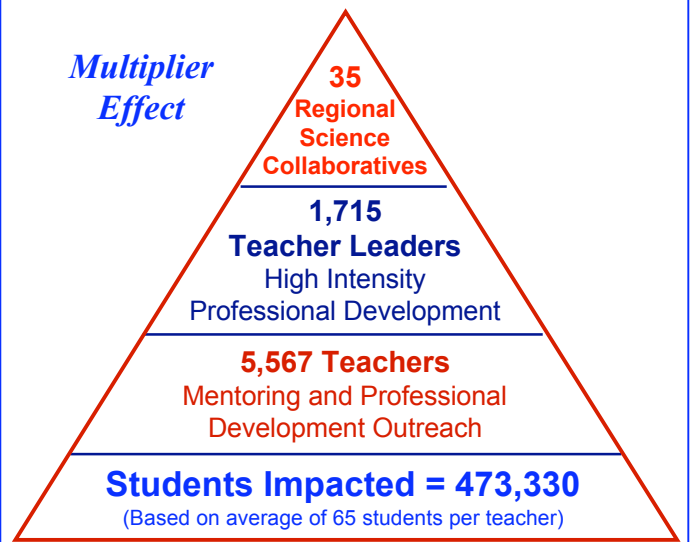 Multiplier
Effect
35
Regional
Science
Collaboratives
1,715
Teacher Leaders
High Intensity
Professional Development
5,567 Teachers
Mentoring and Professional
Development Outreach
Students Impacted = 473,330
(Based on average of 65 students per teacher)